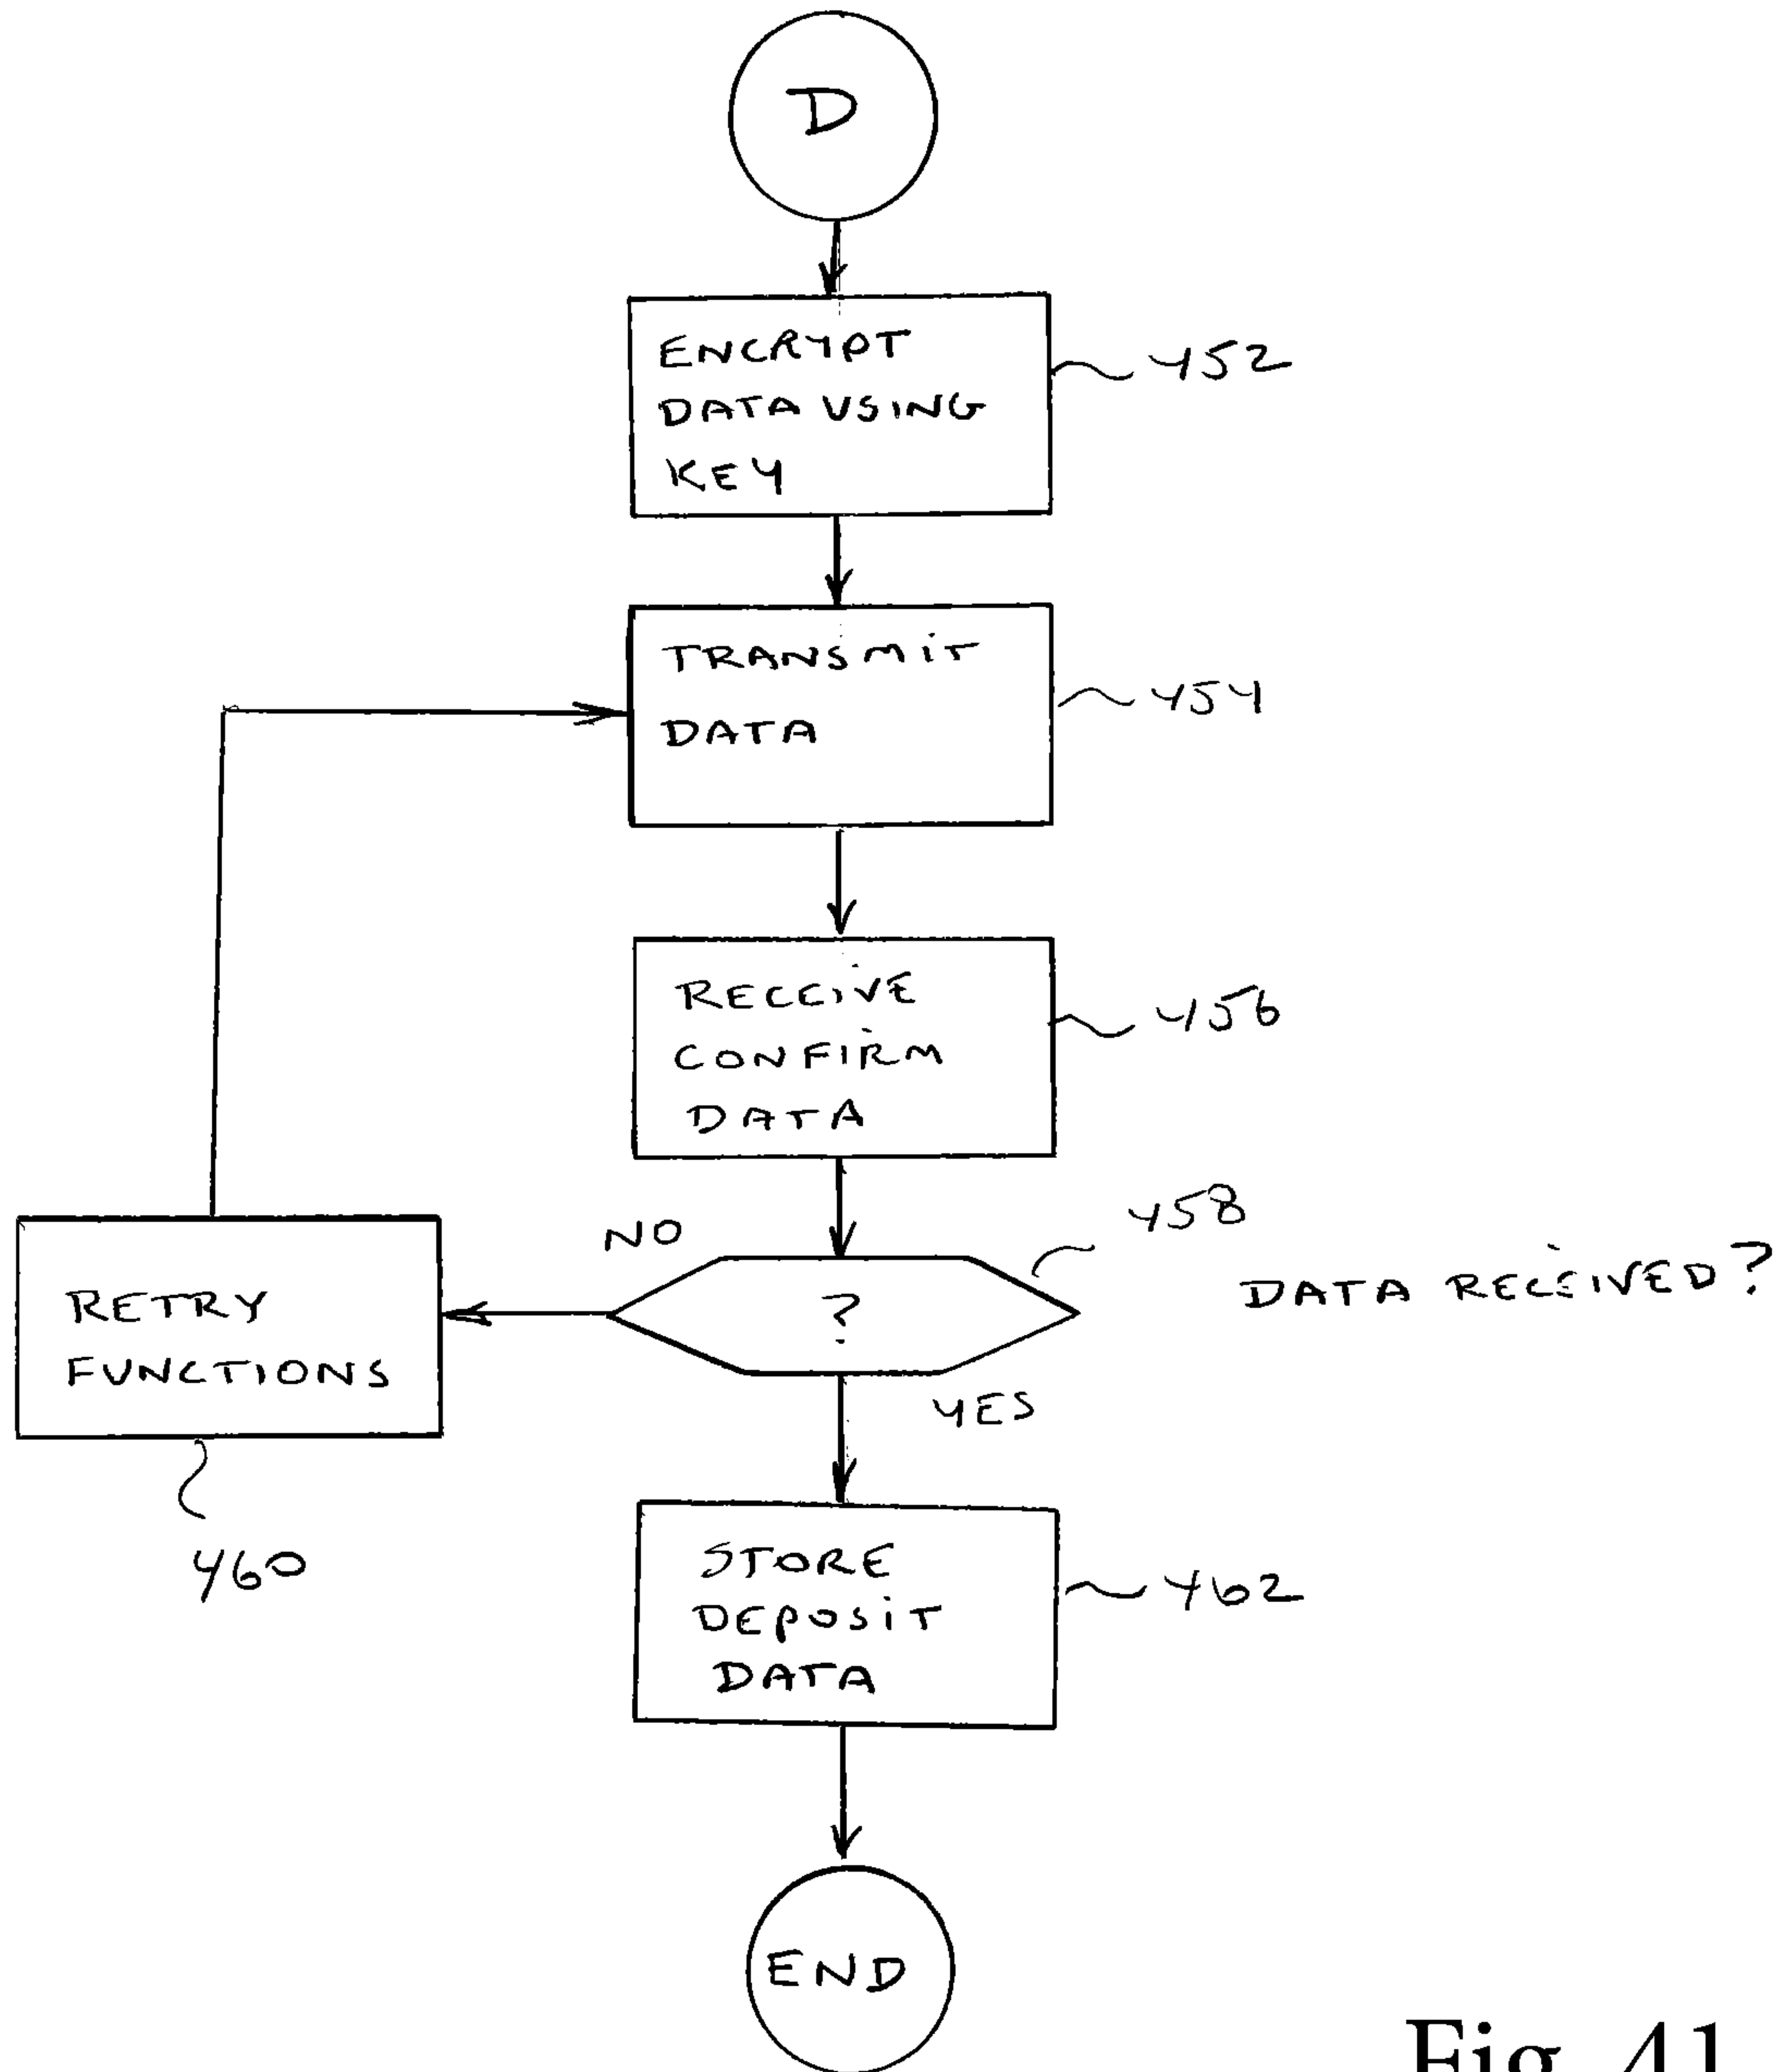 D
ENCRYPT
DATA USING
KEY
452
TRANSMIT
DATA
454
RECEIVE
CONFIRM
DATA
456
NO
458
?
DATA RECEIVED?
RETRY
FUNCTIONS
YES
460
STORE
DEPOSIT
DATA
462
END
Fig. 41